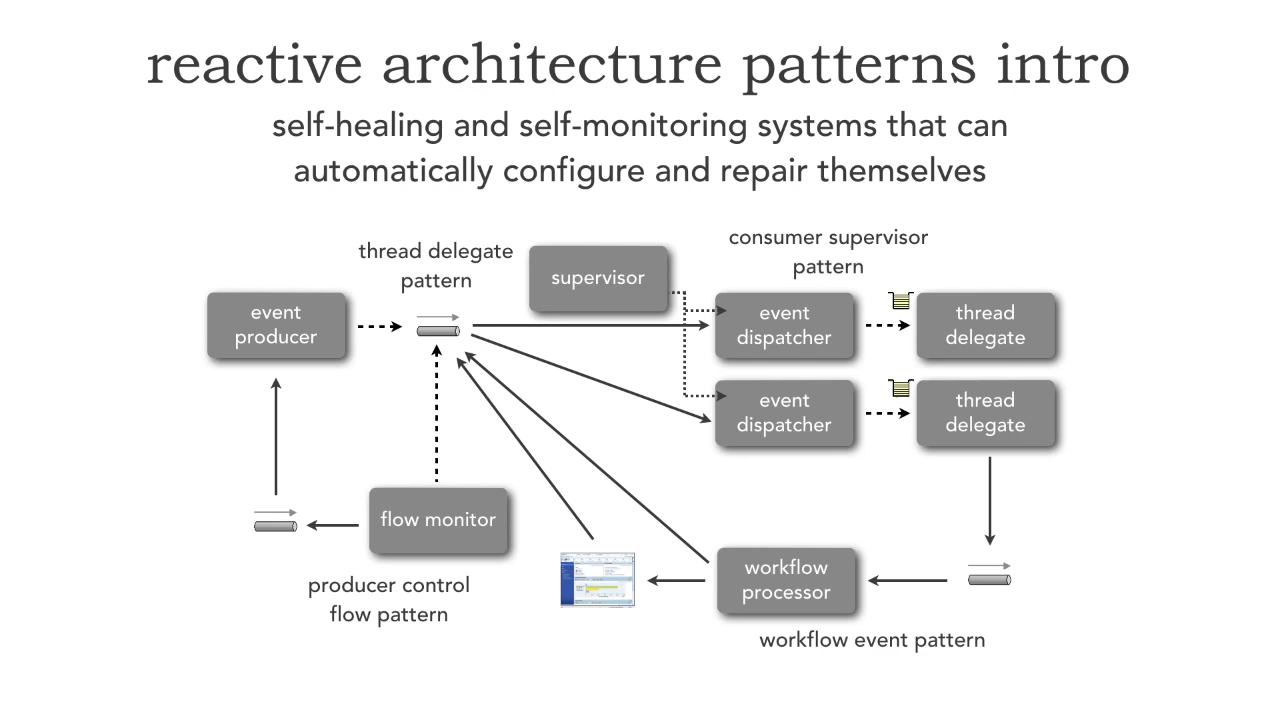 reactive architecture patterns intro
self-healing and self-monitoring systems that can
automatically configure and repair themselves
thread delegate
pattern
supervisor
consumer supervisor
pattern
event
producer
event
dispatcher
thread
delegate
event
dispatcher
thread
delegate
flow monitor
producer control
flow pattern
workflow
processor
workflow event pattern